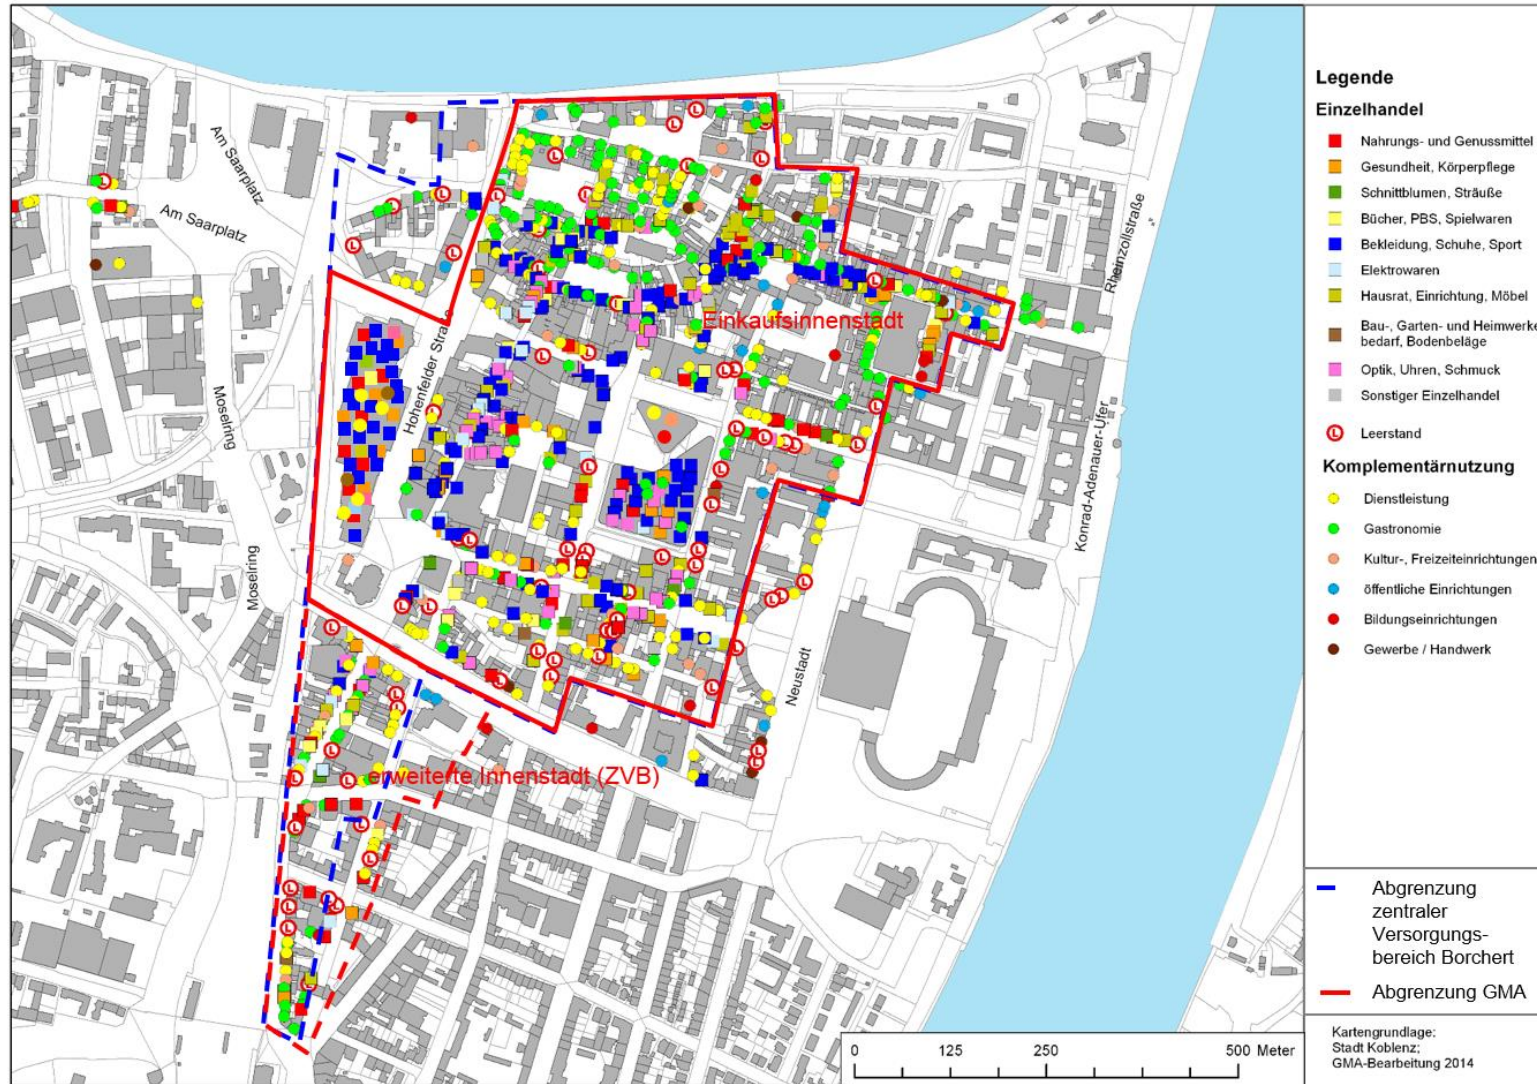 Am Saarplatz
Am Saarplatz
Moselring
Moselring
Hohenfelder Straße
Einkaufsinnenstadt
erweiterte Innenstadt (ZVB)
Neustadt
Rheinzollstraße
Konrad-Adenauer-Ufer
0 125 250 500 Meter
Legende
Einzelhandel
Nahrungs- und Genussmittel
Gesundheit, Körperpflege
Schnittblumen, Sträuße
Bücher, PBS, Spielwaren
Bekleidung, Schuhe, Sport
Elektrowaren
Hausrat, Einrichtung, Möbel
Bau-, Garten- und Heimwerke
bedarf, Bodenbeläge
Optik, Uhren, Schmuck
Sonstiger Einzelhandel
L Leerstand
Komplementärnutzung
Dienstleistung
Gastronomie
Kultur-, Freizeiteinrichtungen
öffentliche Einrichtungen
Bildungseinrichtungen
Gewerbe / Handwerk
Abgrenzung
zentraler
Versorgungs-
bereich Borchert
Abgrenzung GMA
Kartengrundlage:
Stadt Koblenz;
GMA-Bearbeitung 2014